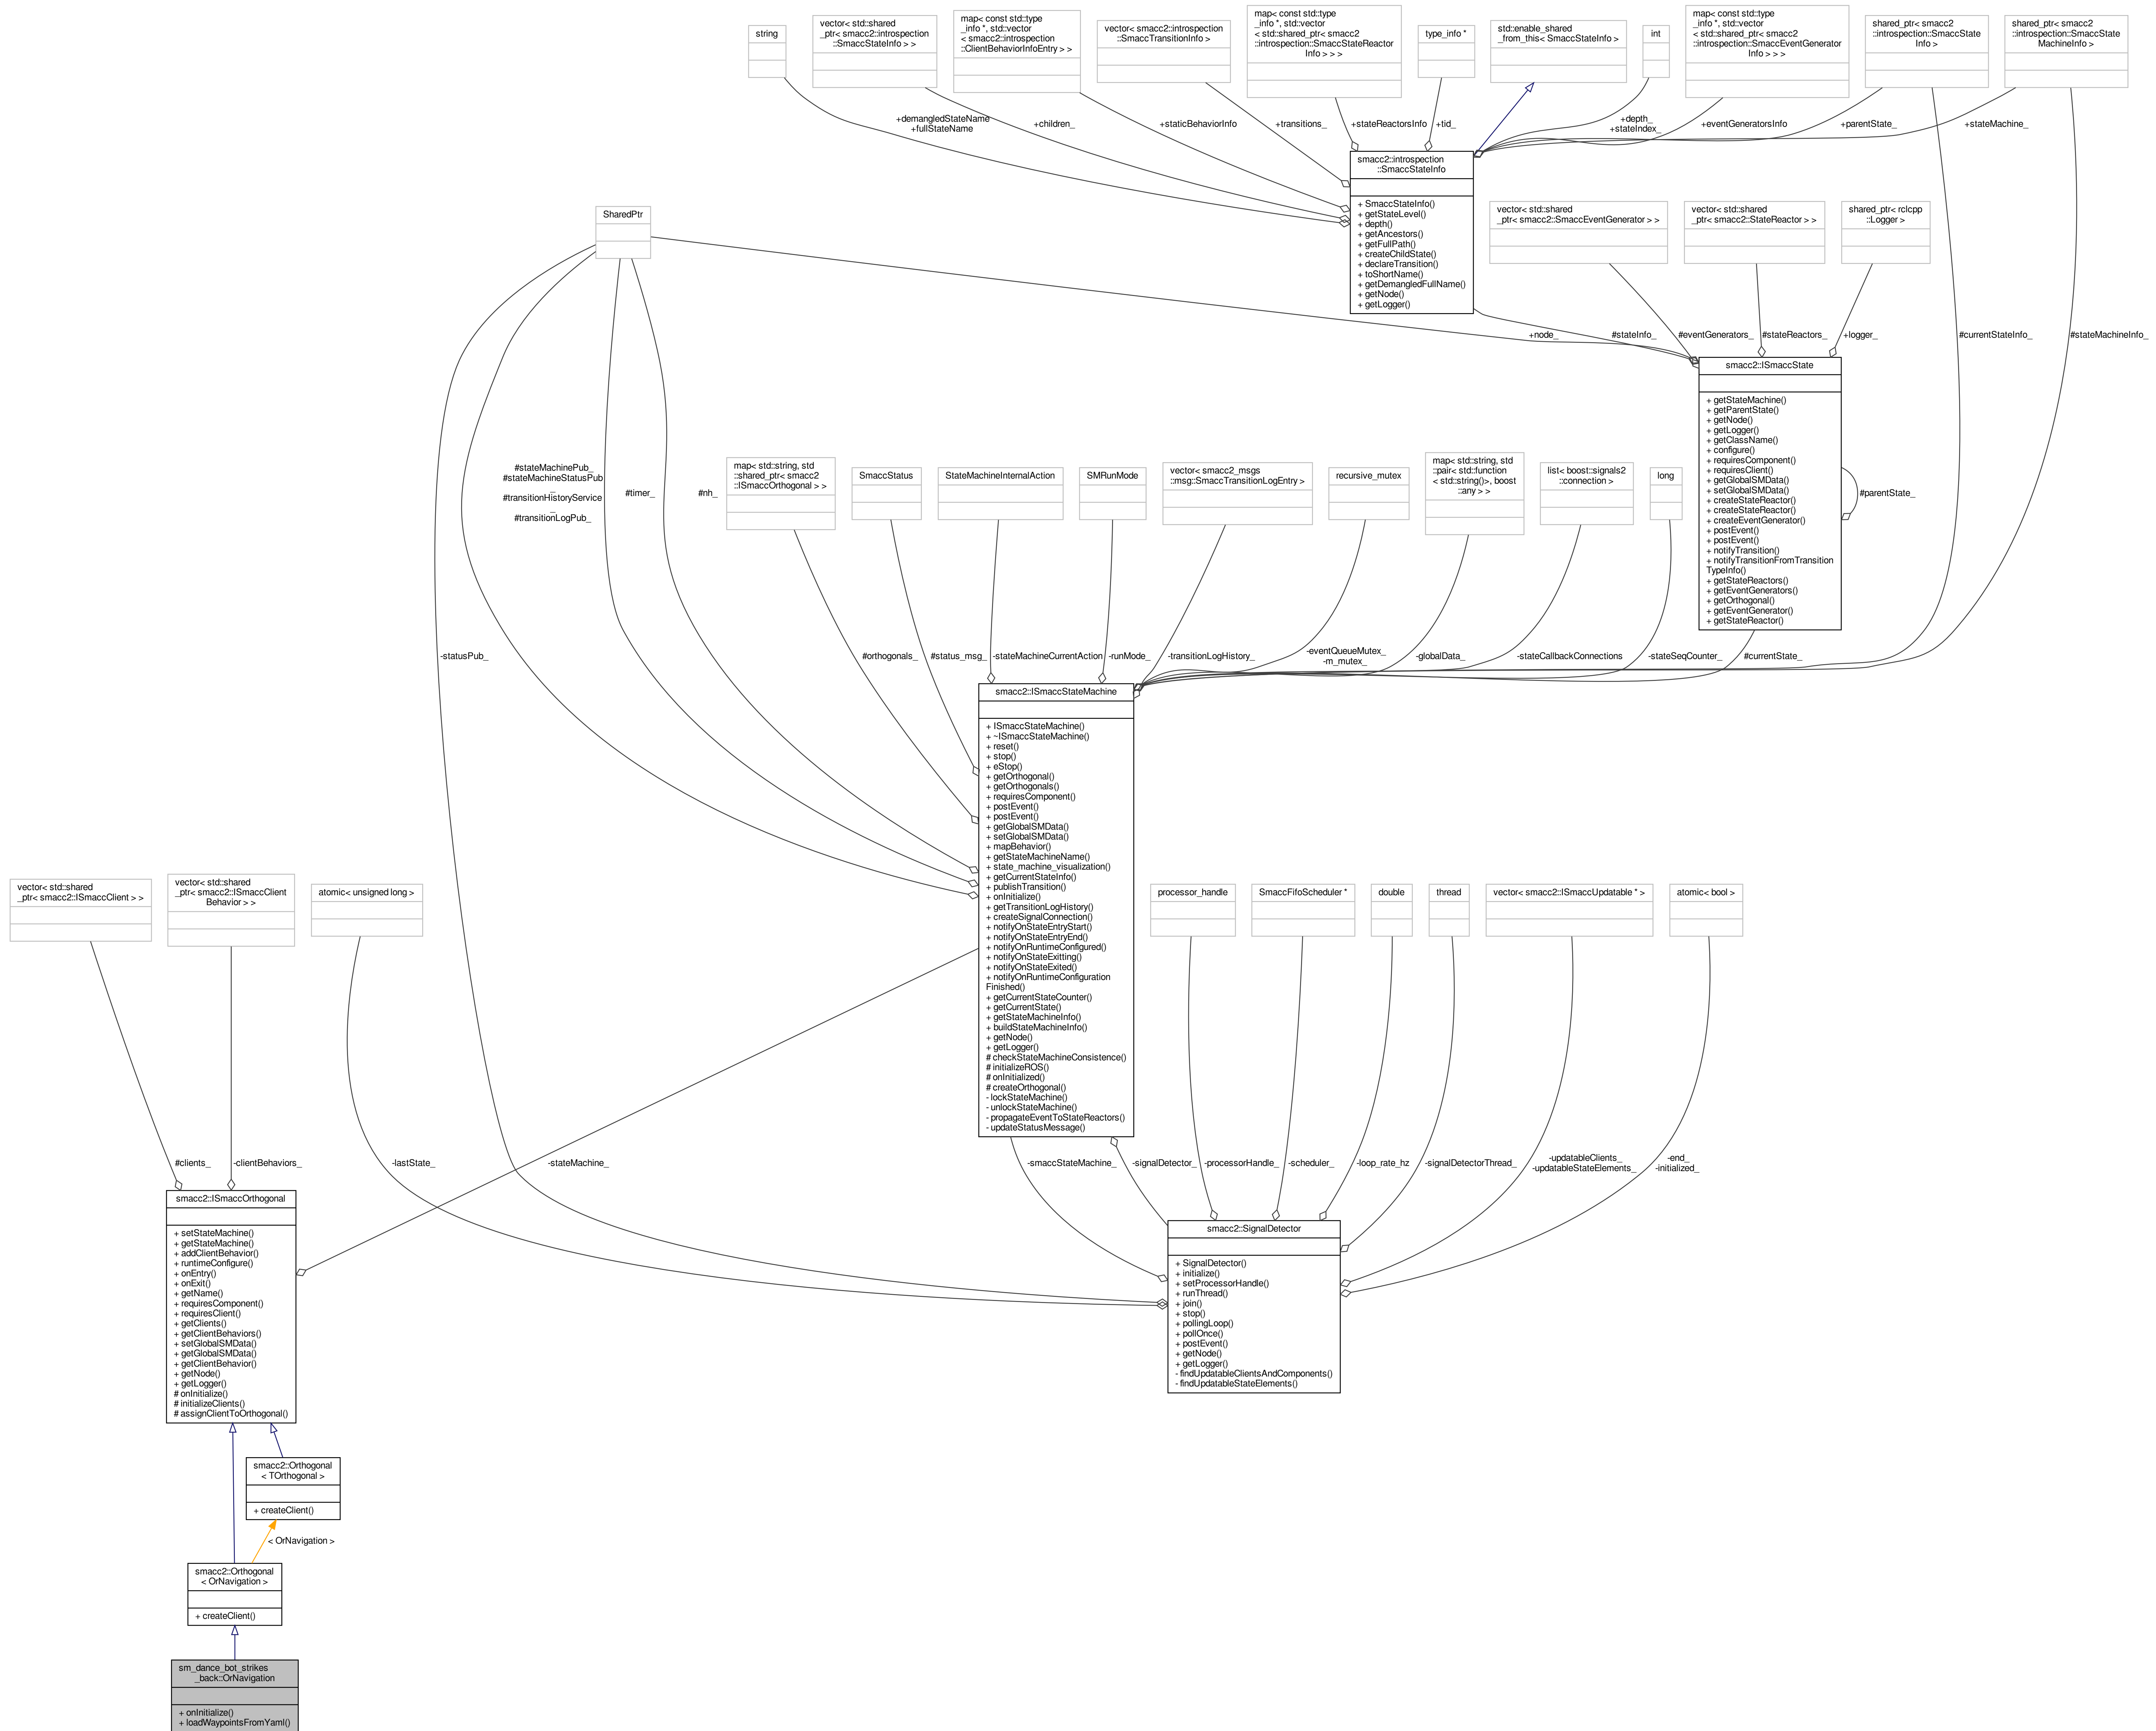 string
vector< std::shared
_ptr< smacc2::introspection
::SmaccStateInfo > >
map< const std::type
_info *, std::vector
< smacc2::introspection
::ClientBehaviorInfoEntry > >
vector< smacc2::introspection
::SmaccTransitionInfo >
map< const std::type
_info *, std::vector
< std::shared_ptr< smacc2
::introspection::SmaccStateReactor
Info > > >
type_info *
std::enable_shared
_from_this< SmaccStateInfo >
int
map< const std::type
_info *, std::vector
< std::shared_ptr< smacc2
::introspection::SmaccEventGenerator
Info > > >
shared_ptr< smacc2
::introspection::SmaccState
Info >
shared_ptr< smacc2
::introspection::SmaccState
MachineInfo >
+demangledStateName
+fullStateName
+children_
+staticBehaviorInfo
+transitions_
+stateReactorsInfo
+tid_
+depth_
+stateIndex_
+eventGeneratorsInfo
+parentState_
+stateMachine_
smacc2::introspection
::SmaccStateInfo
+ SmaccStateInfo()
+ getStateLevel()
+ depth()
+ getAncestors()
+ getFullPath()
+ createChildState()
+ declareTransition()
+ toShortName()
+ getDemangledFullName()
+ getNode()
+ getLogger()
SharedPtr
vector< std::shared
_ptr< smacc2::SmaccEventGenerator > >
vector< std::shared
_ptr< smacc2::StateReactor > >
shared_ptr< rclcpp
::Logger >
+node_
#stateInfo_
#eventGenerators_
#stateReactors_
+logger_
#currentStateInfo_
#stateMachineInfo_
smacc2::ISmaccState
+ getStateMachine()
+ getParentState()
+ getNode()
+ getLogger()
+ getClassName()
+ configure()
+ requiresComponent()
+ requiresClient()
+ getGlobalSMData()
+ setGlobalSMData()
+ createStateReactor()
+ createStateReactor()
+ createEventGenerator()
+ postEvent()
+ postEvent()
+ notifyTransition()
+ notifyTransitionFromTransition
TypeInfo()
+ getStateReactors()
+ getEventGenerators()
+ getOrthogonal()
+ getEventGenerator()
+ getStateReactor()
#parentState_
#stateMachinePub_
#stateMachineStatusPub
_
#transitionHistoryService
_
#transitionLogPub_
#timer_
#nh_
map< std::string, std
::shared_ptr< smacc2
::ISmaccOrthogonal > >
SmaccStatus
StateMachineInternalAction
SMRunMode
vector< smacc2_msgs
::msg::SmaccTransitionLogEntry >
recursive_mutex
map< std::string, std
::pair< std::function
< std::string()>, boost
::any > >
list< boost::signals2
::connection >
long
-statusPub_
#orthogonals_
#status_msg_
-stateMachineCurrentAction
-runMode_
-transitionLogHistory_
-eventQueueMutex_
-m_mutex_
-globalData_
-stateCallbackConnections
-stateSeqCounter_
#currentState_
smacc2::ISmaccStateMachine
+ ISmaccStateMachine()
+ ~ISmaccStateMachine()
+ reset()
+ stop()
+ eStop()
+ getOrthogonal()
+ getOrthogonals()
+ requiresComponent()
+ postEvent()
+ postEvent()
+ getGlobalSMData()
+ setGlobalSMData()
+ mapBehavior()
+ getStateMachineName()
+ state_machine_visualization()
+ getCurrentStateInfo()
+ publishTransition()
+ onInitialize()
+ getTransitionLogHistory()
+ createSignalConnection()
+ notifyOnStateEntryStart()
+ notifyOnStateEntryEnd()
+ notifyOnRuntimeConfigured()
+ notifyOnStateExitting()
+ notifyOnStateExited()
+ notifyOnRuntimeConfiguration
Finished()
+ getCurrentStateCounter()
+ getCurrentState()
+ getStateMachineInfo()
+ buildStateMachineInfo()
+ getNode()
+ getLogger()
# checkStateMachineConsistence()
# initializeROS()
# onInitialized()
# createOrthogonal()
- lockStateMachine()
- unlockStateMachine()
- propagateEventToStateReactors()
- updateStatusMessage()
vector< std::shared
_ptr< smacc2::ISmaccClient > >
vector< std::shared
_ptr< smacc2::ISmaccClient
Behavior > >
atomic< unsigned long >
processor_handle
SmaccFifoScheduler *
double
thread
vector< smacc2::ISmaccUpdatable * >
atomic< bool >
#clients_
-clientBehaviors_
-lastState_
-stateMachine_
-smaccStateMachine_
-signalDetector_
-processorHandle_
-scheduler_
-loop_rate_hz
-signalDetectorThread_
-updatableClients_
-updatableStateElements_
-end_
-initialized_
smacc2::ISmaccOrthogonal
+ setStateMachine()
+ getStateMachine()
+ addClientBehavior()
+ runtimeConfigure()
+ onEntry()
+ onExit()
+ getName()
+ requiresComponent()
+ requiresClient()
+ getClients()
+ getClientBehaviors()
+ setGlobalSMData()
+ getGlobalSMData()
+ getClientBehavior()
+ getNode()
+ getLogger()
# onInitialize()
# initializeClients()
# assignClientToOrthogonal()
smacc2::SignalDetector
+ SignalDetector()
+ initialize()
+ setProcessorHandle()
+ runThread()
+ join()
+ stop()
+ pollingLoop()
+ pollOnce()
+ postEvent()
+ getNode()
+ getLogger()
- findUpdatableClientsAndComponents()
- findUpdatableStateElements()
smacc2::Orthogonal
< TOrthogonal >
+ createClient()
< OrNavigation >
smacc2::Orthogonal
< OrNavigation >
+ createClient()
sm_dance_bot_strikes
_back::OrNavigation
+ onInitialize()
+ loadWaypointsFromYaml()